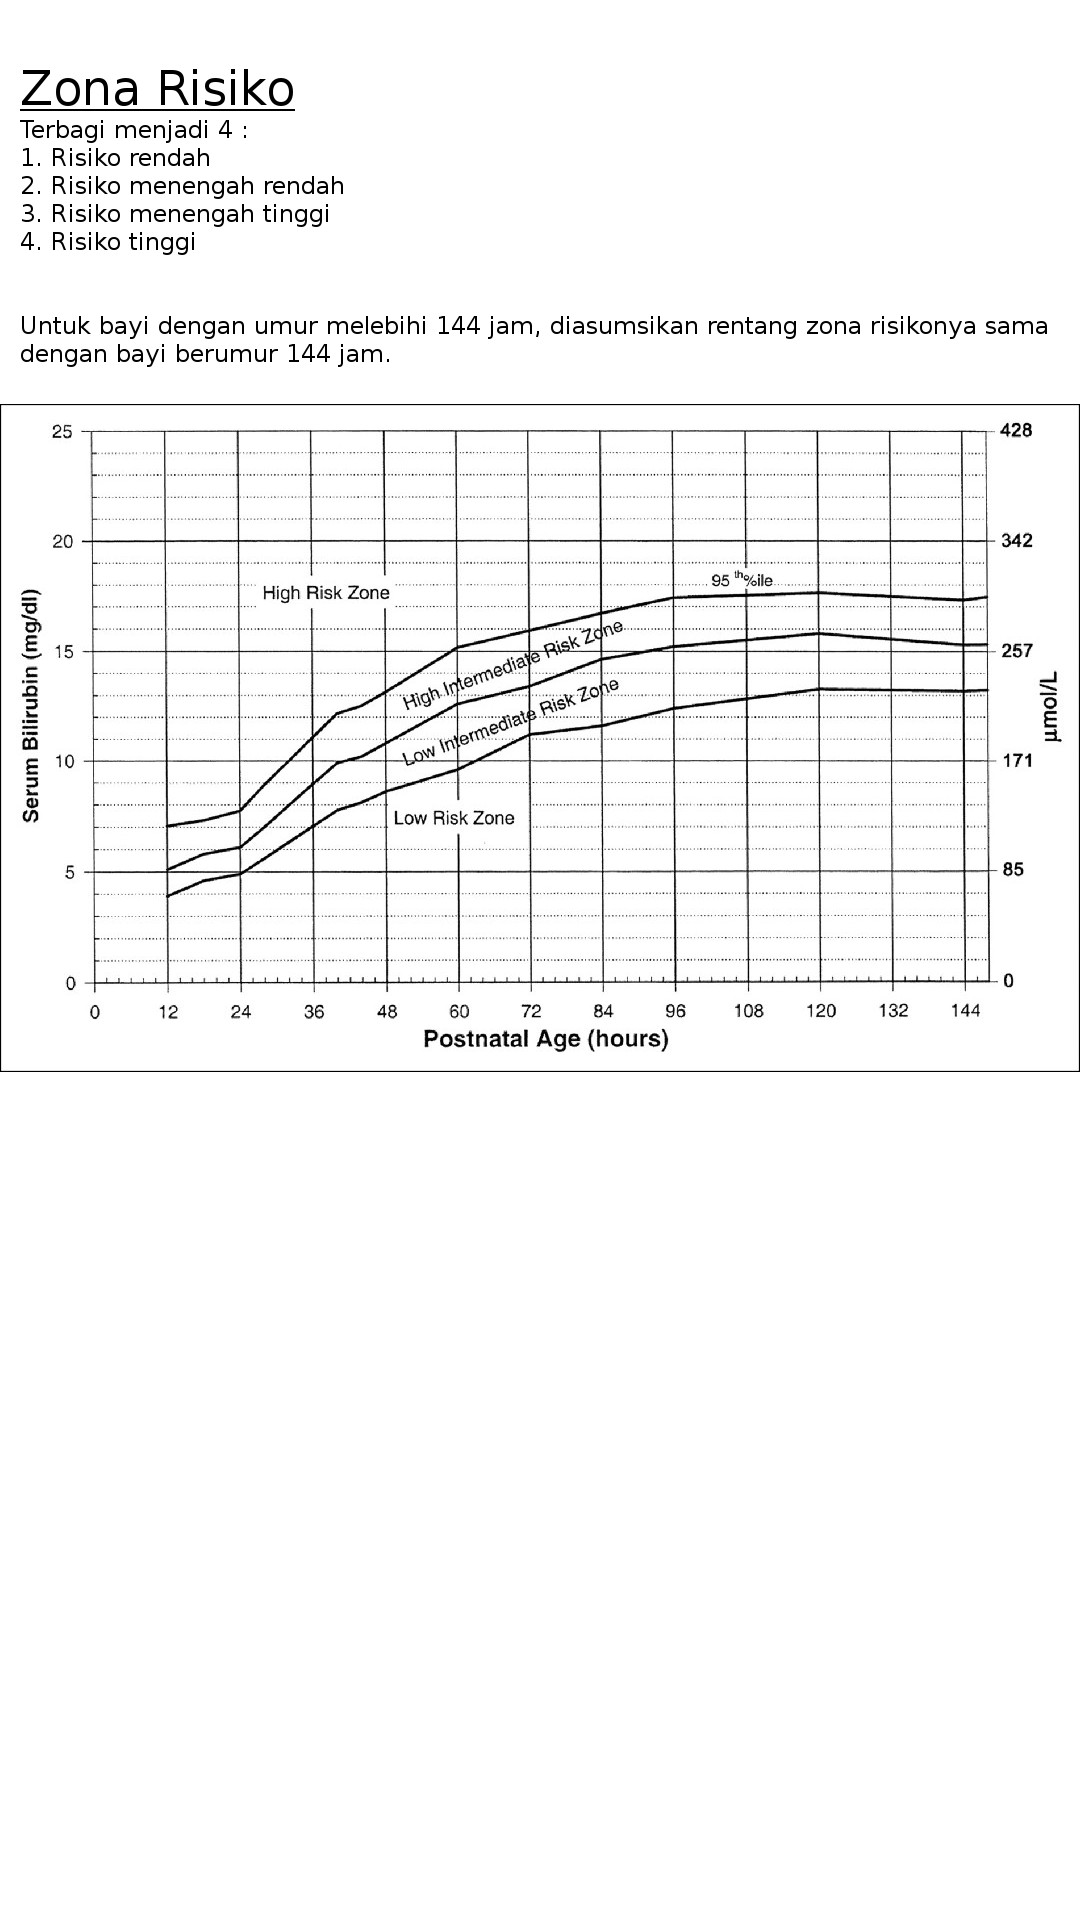 Zona Risiko
Terbagi menjadi 4 :
1. Risiko rendah
2. Risiko menengah rendah
3. Risiko menengah tinggi
4. Risiko tinggi
Untuk bayi dengan umur melebihi 144 jam, diasumsikan rentang zona risikonya sama
dengan bayi berumur 144 jam.
25
428
20
342
95 th%ile
High Risk Zone
High Intermediate Risk Zone
15
257
Low Intermediate Risk Zone
10
171
Low Risk Zone
5
85
0
0
Serum Bilirubin (mg/dl)
µmol/L
0 12 24 36 48 60 72 84 96 108 120 132 144
Postnatal Age (hours)